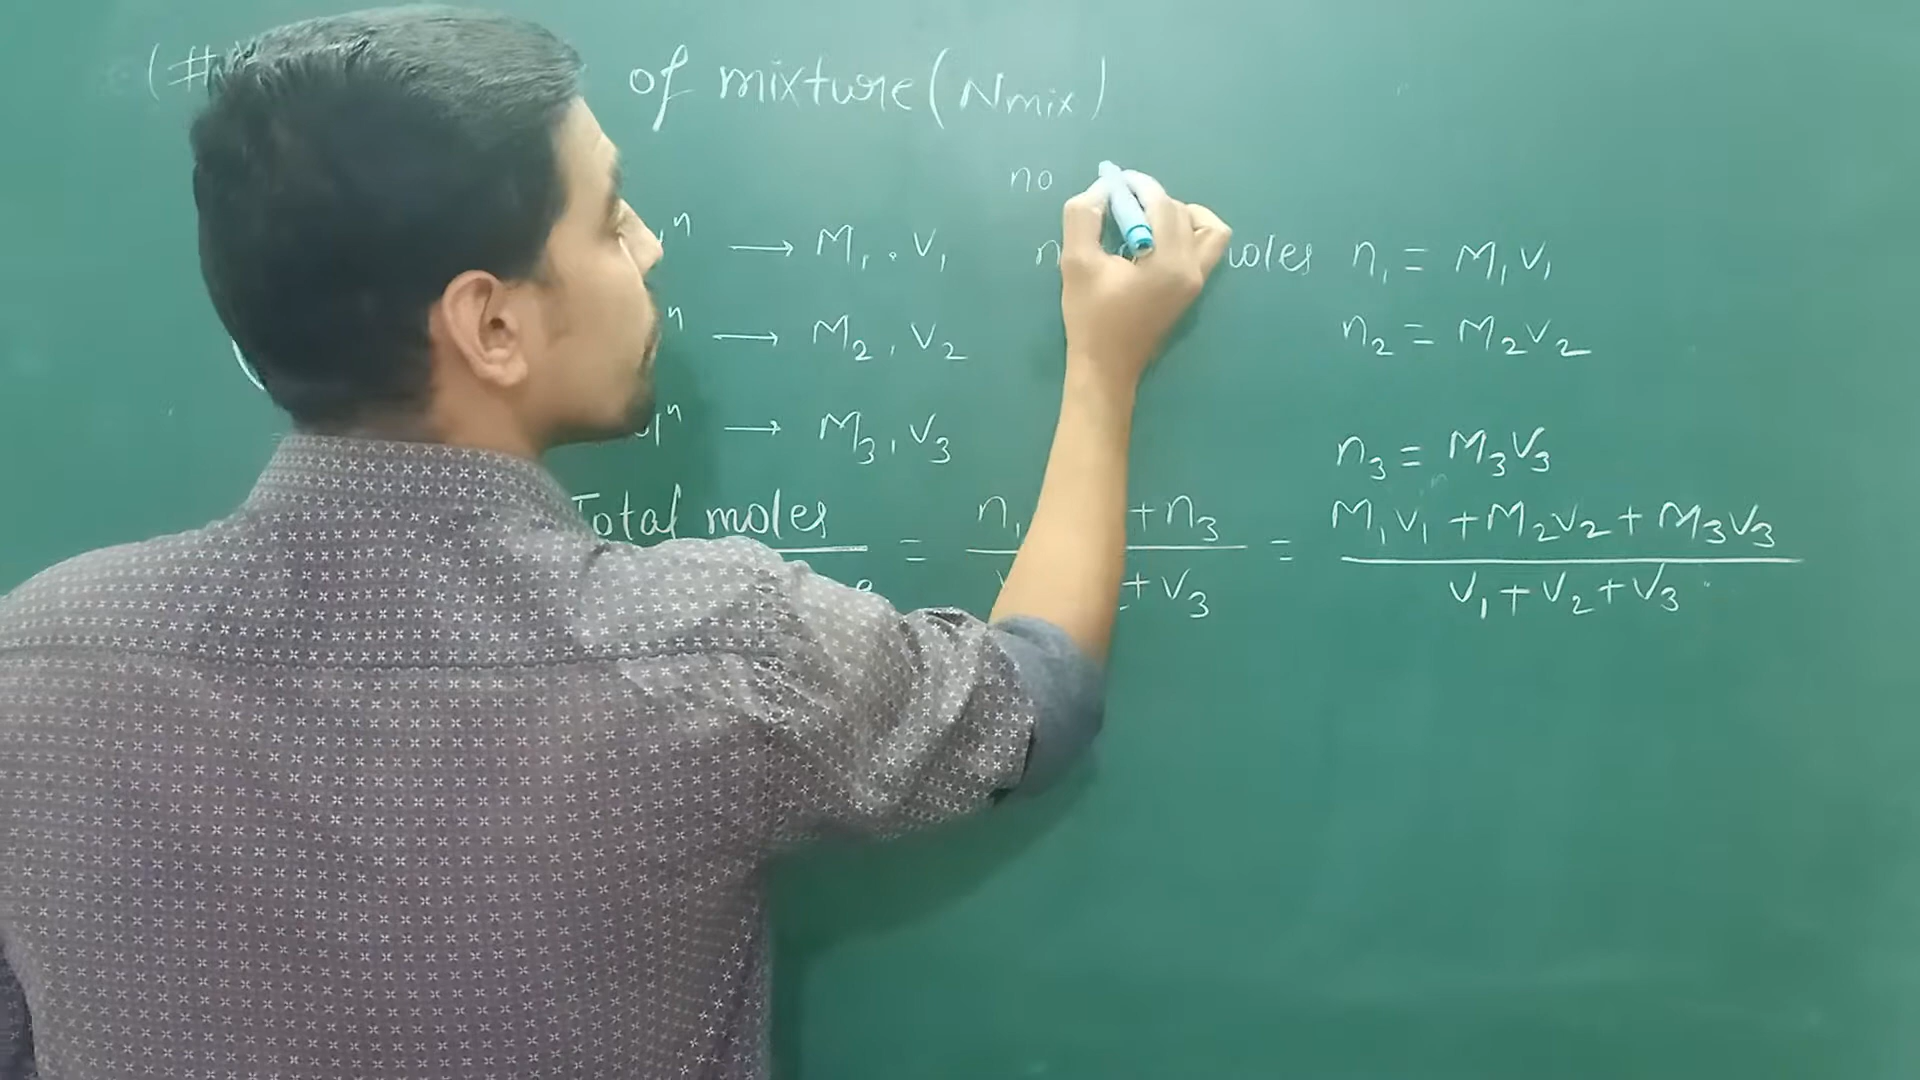 (# of mixture (Nmix)
no
n → M₁, V₁ n moles n₁ = M₁V₁
n → M₂, V₂ n₂ = M₂V₂
lⁿ → M₃, V₃ n₃ = M₃V₃
Total moles = n₁ + n₃ = M₁V₁ + M₂V₂ + M₃V₃
e + V₃ V₁ + V₂ + V₃